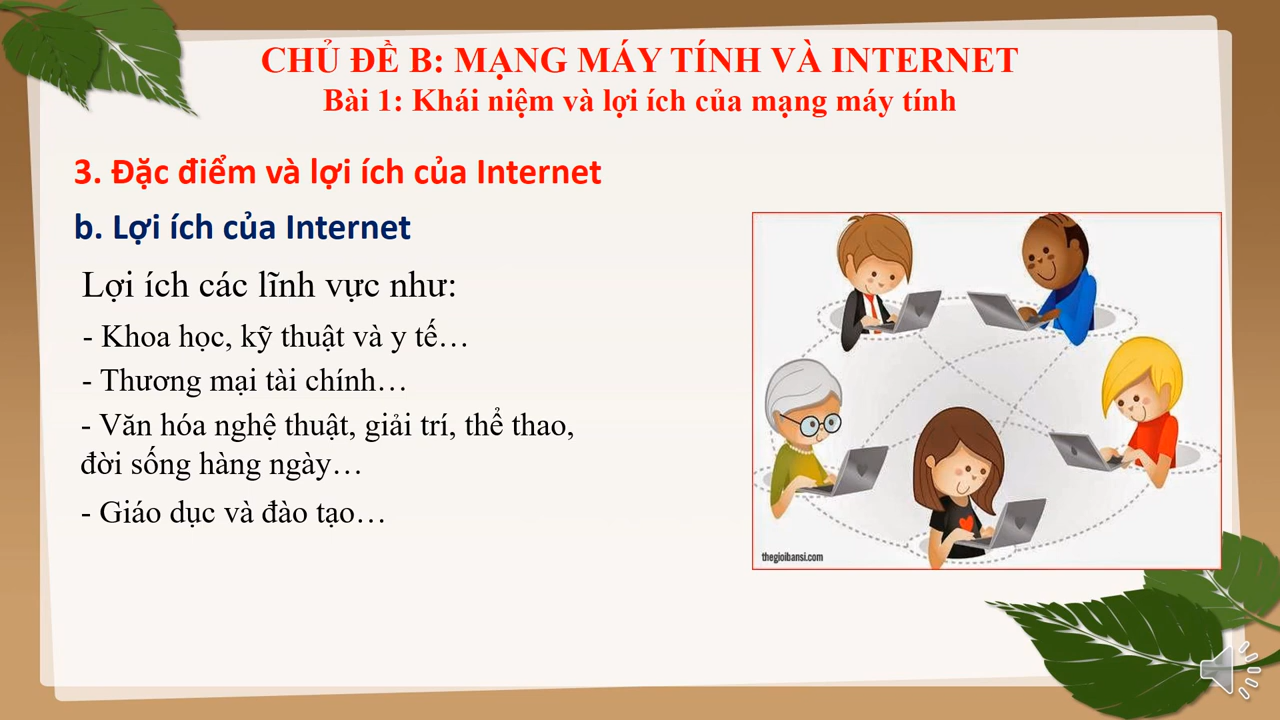 CHỦ ĐỀ B: MẠNG MÁY TÍNH VÀ INTERNET
Bài 1: Khái niệm và lợi ích của mạng máy tính
3. Đặc điểm và lợi ích của Internet
b. Lợi ích của Internet
Lợi ích các lĩnh vực như:
- Khoa học, kỹ thuật và y tế…
- Thương mại tài chính…
- Văn hóa nghệ thuật, giải trí, thể thao,
đời sống hàng ngày…
- Giáo dục và đào tạo…
thegioibansi.com